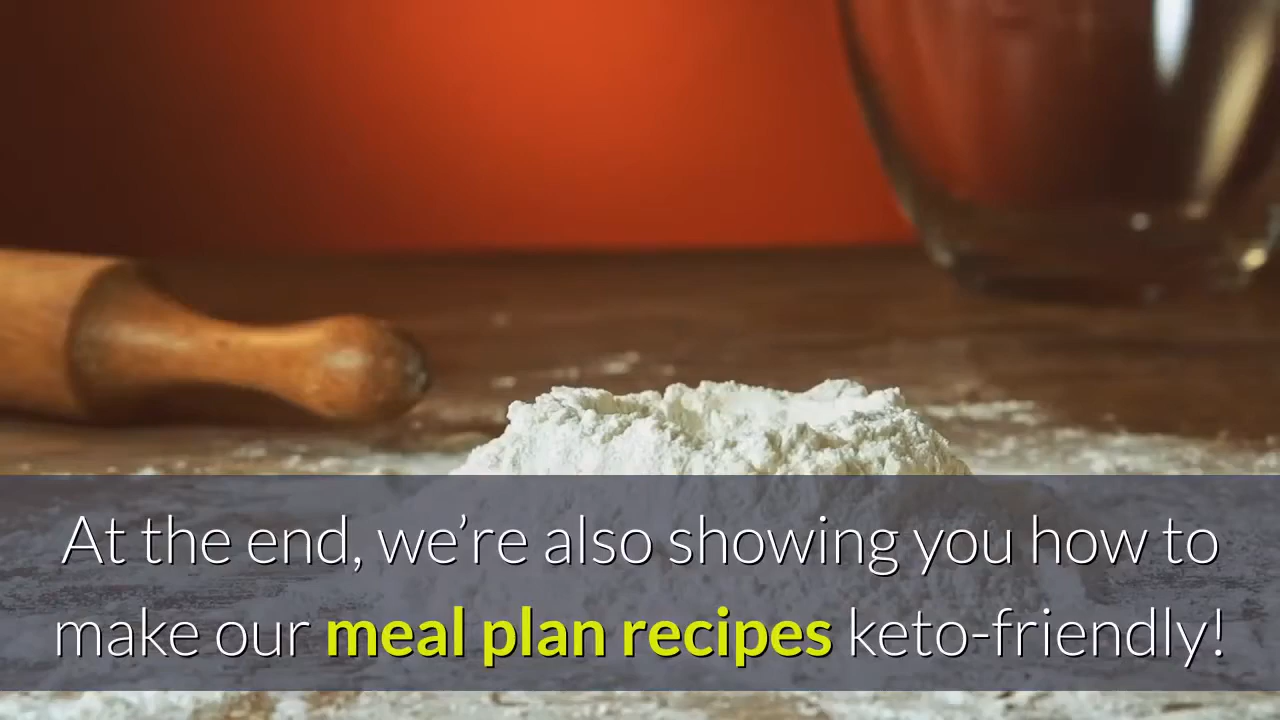 At the end, we’re also showing you how to
make our meal plan recipes keto-friendly!